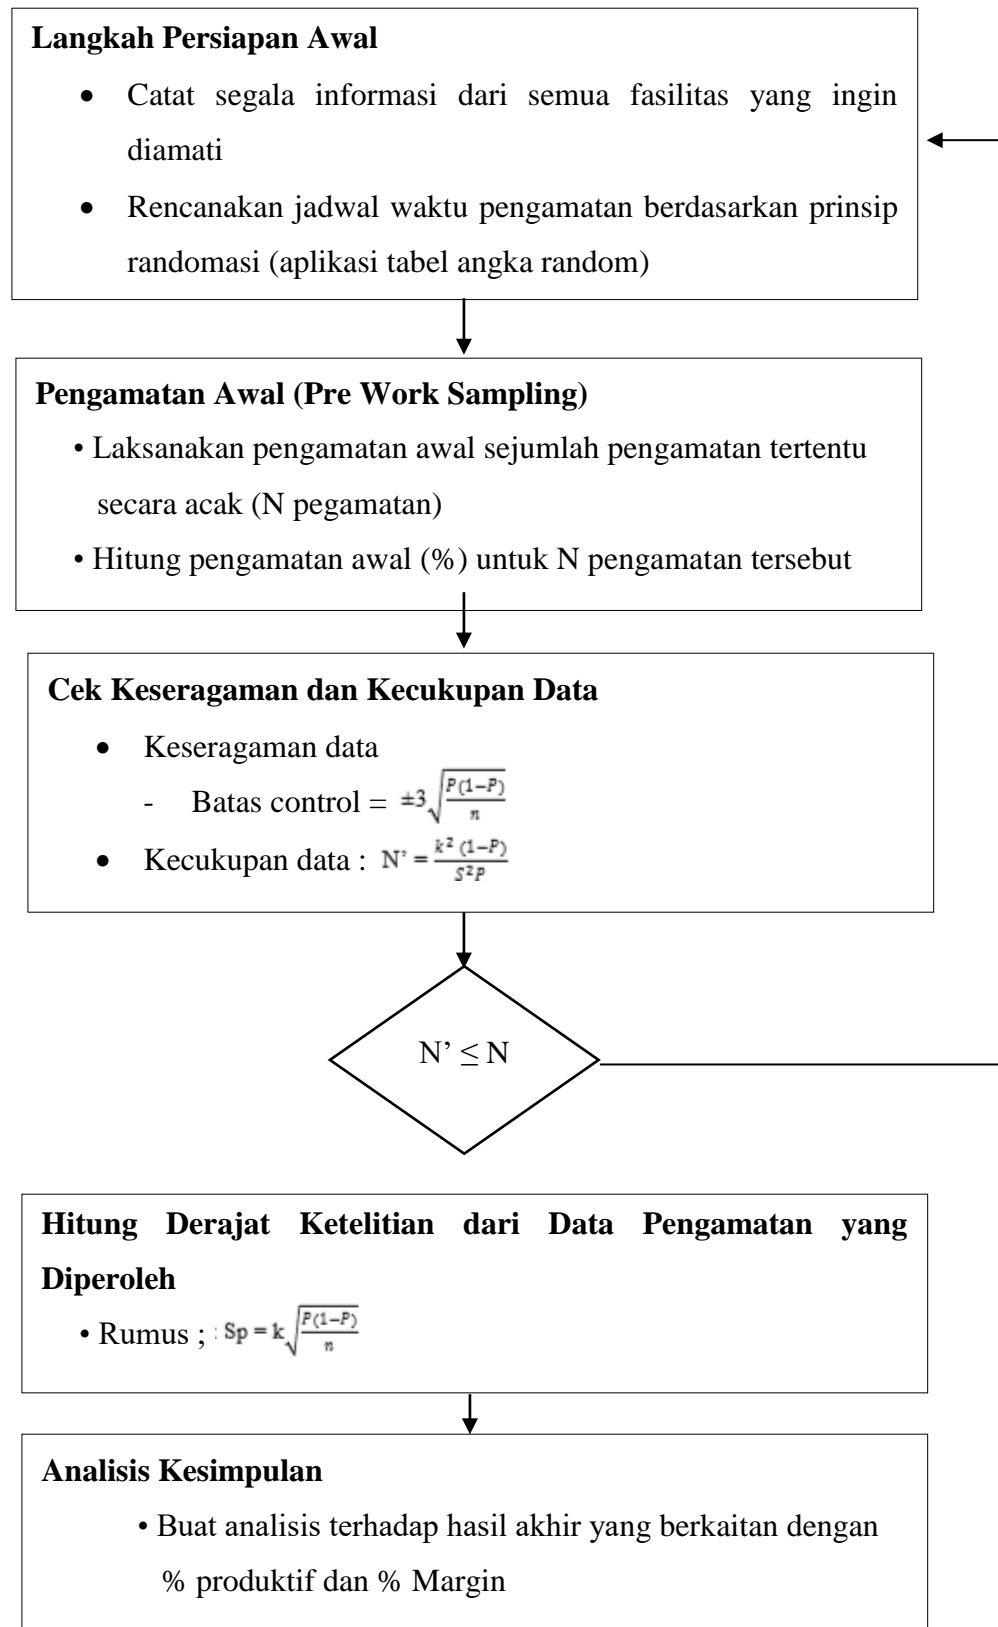 Langkah Persiapan Awal
• Catat segala informasi dari semua fasilitas yang ingin
diamati
• Rencanakan jadwal waktu pengamatan berdasarkan prinsip
randomasi (aplikasi tabel angka random)
Pengamatan Awal (Pre Work Sampling)
• Laksanakan pengamatan awal sejumlah pengamatan tertentu
secara acak (N pegamatan)
• Hitung pengamatan awal (%) untuk N pengamatan tersebut
Cek Keseragaman dan Kecukupan Data
• Keseragaman data
- Batas control = ±3√(P(1−P)/n)
• Kecukupan data : N’ = k² (1−P)/S²P
N’ ≤ N
Hitung Derajat Ketelitian dari Data Pengamatan yang
Diperoleh
• Rumus ; : Sp = k√(P(1−P)/n)
Analisis Kesimpulan
• Buat analisis terhadap hasil akhir yang berkaitan dengan
% produktif dan % Margin